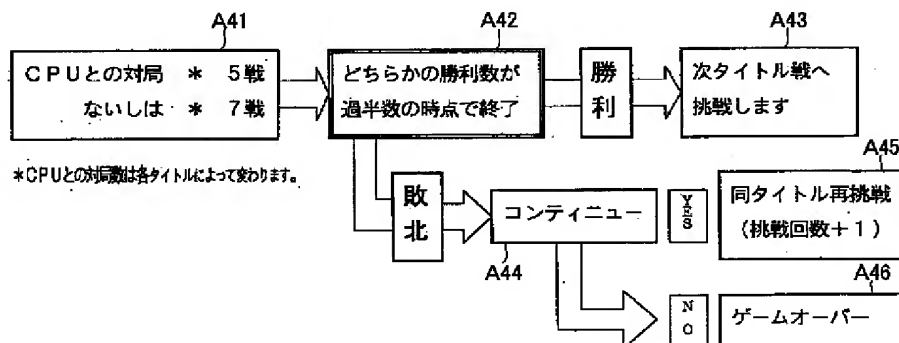 A41
A42
A43
CPUとの対局 * 5戦
ないしは * 7戦
どちらかの勝利数が
過半数の時点で終了
勝
利
次タイトル戦へ
挑戦します
*CPUとの対局数は各タイトルによって変わります。
A45
敗
北
コンティニュー
YES
同タイトル再挑戦
(挑戦回数+1)
A44
A46
NO
ゲームオーバー